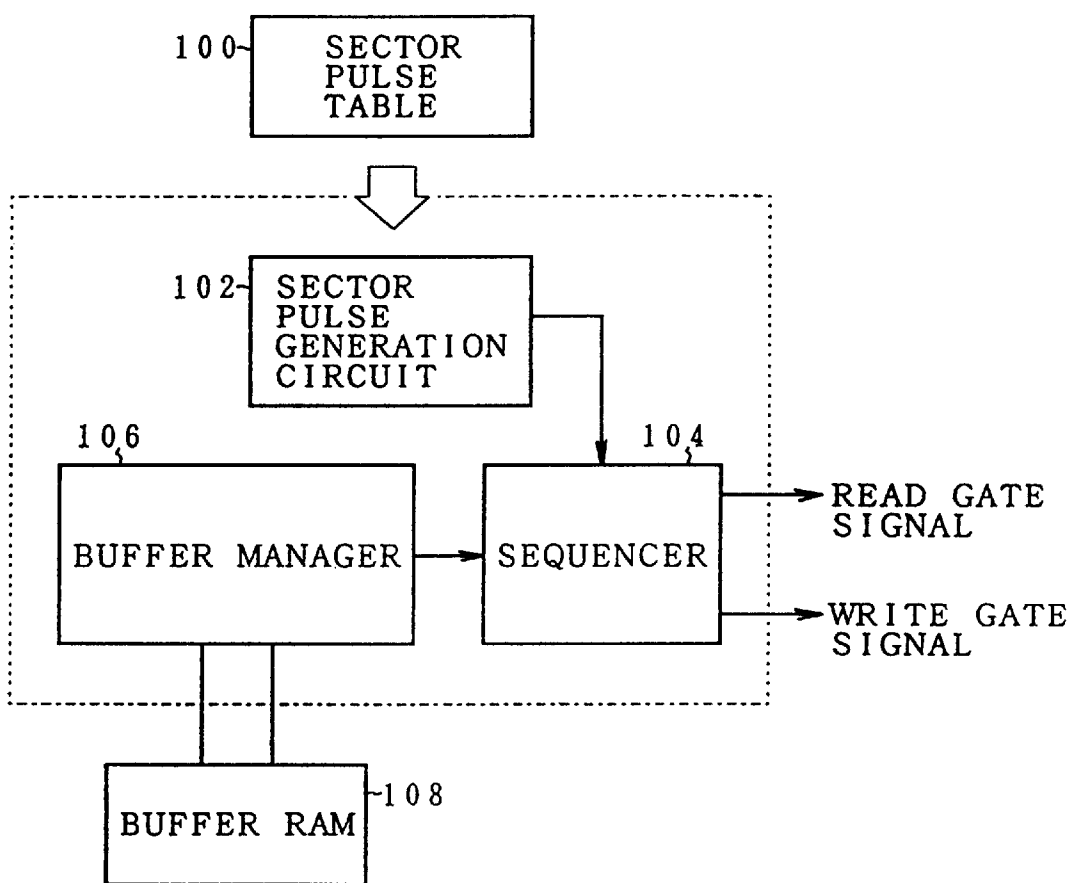 100
SECTOR
PULSE
TABLE
102
SECTOR
PULSE
GENERATION
CIRCUIT
106
104
BUFFER MANAGER
SEQUENCER
READ GATE
SIGNAL
WRITE GATE
SIGNAL
108
BUFFER RAM